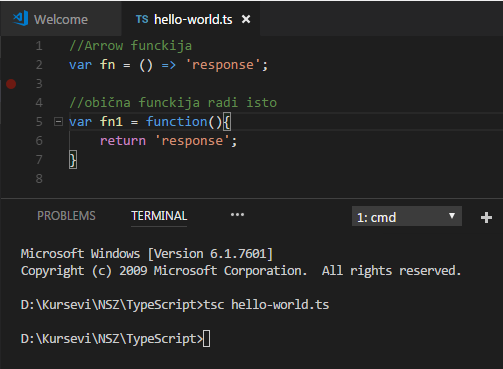 Welcome
TS hello-world.ts ×
1 //Arrow funckija
2 var fn = () => 'response';
3
4 //obična funckija radi isto
5 var fn1 = function(){
6 return 'response';
7 }
8
PROBLEMS TERMINAL ··· 1: cmd
Microsoft Windows [Version 6.1.7601]
Copyright (c) 2009 Microsoft Corporation.  All rights reserved.
D:\Kursevi\NSZ\TypeScript>tsc hello-world.ts
D:\Kursevi\NSZ\TypeScript>